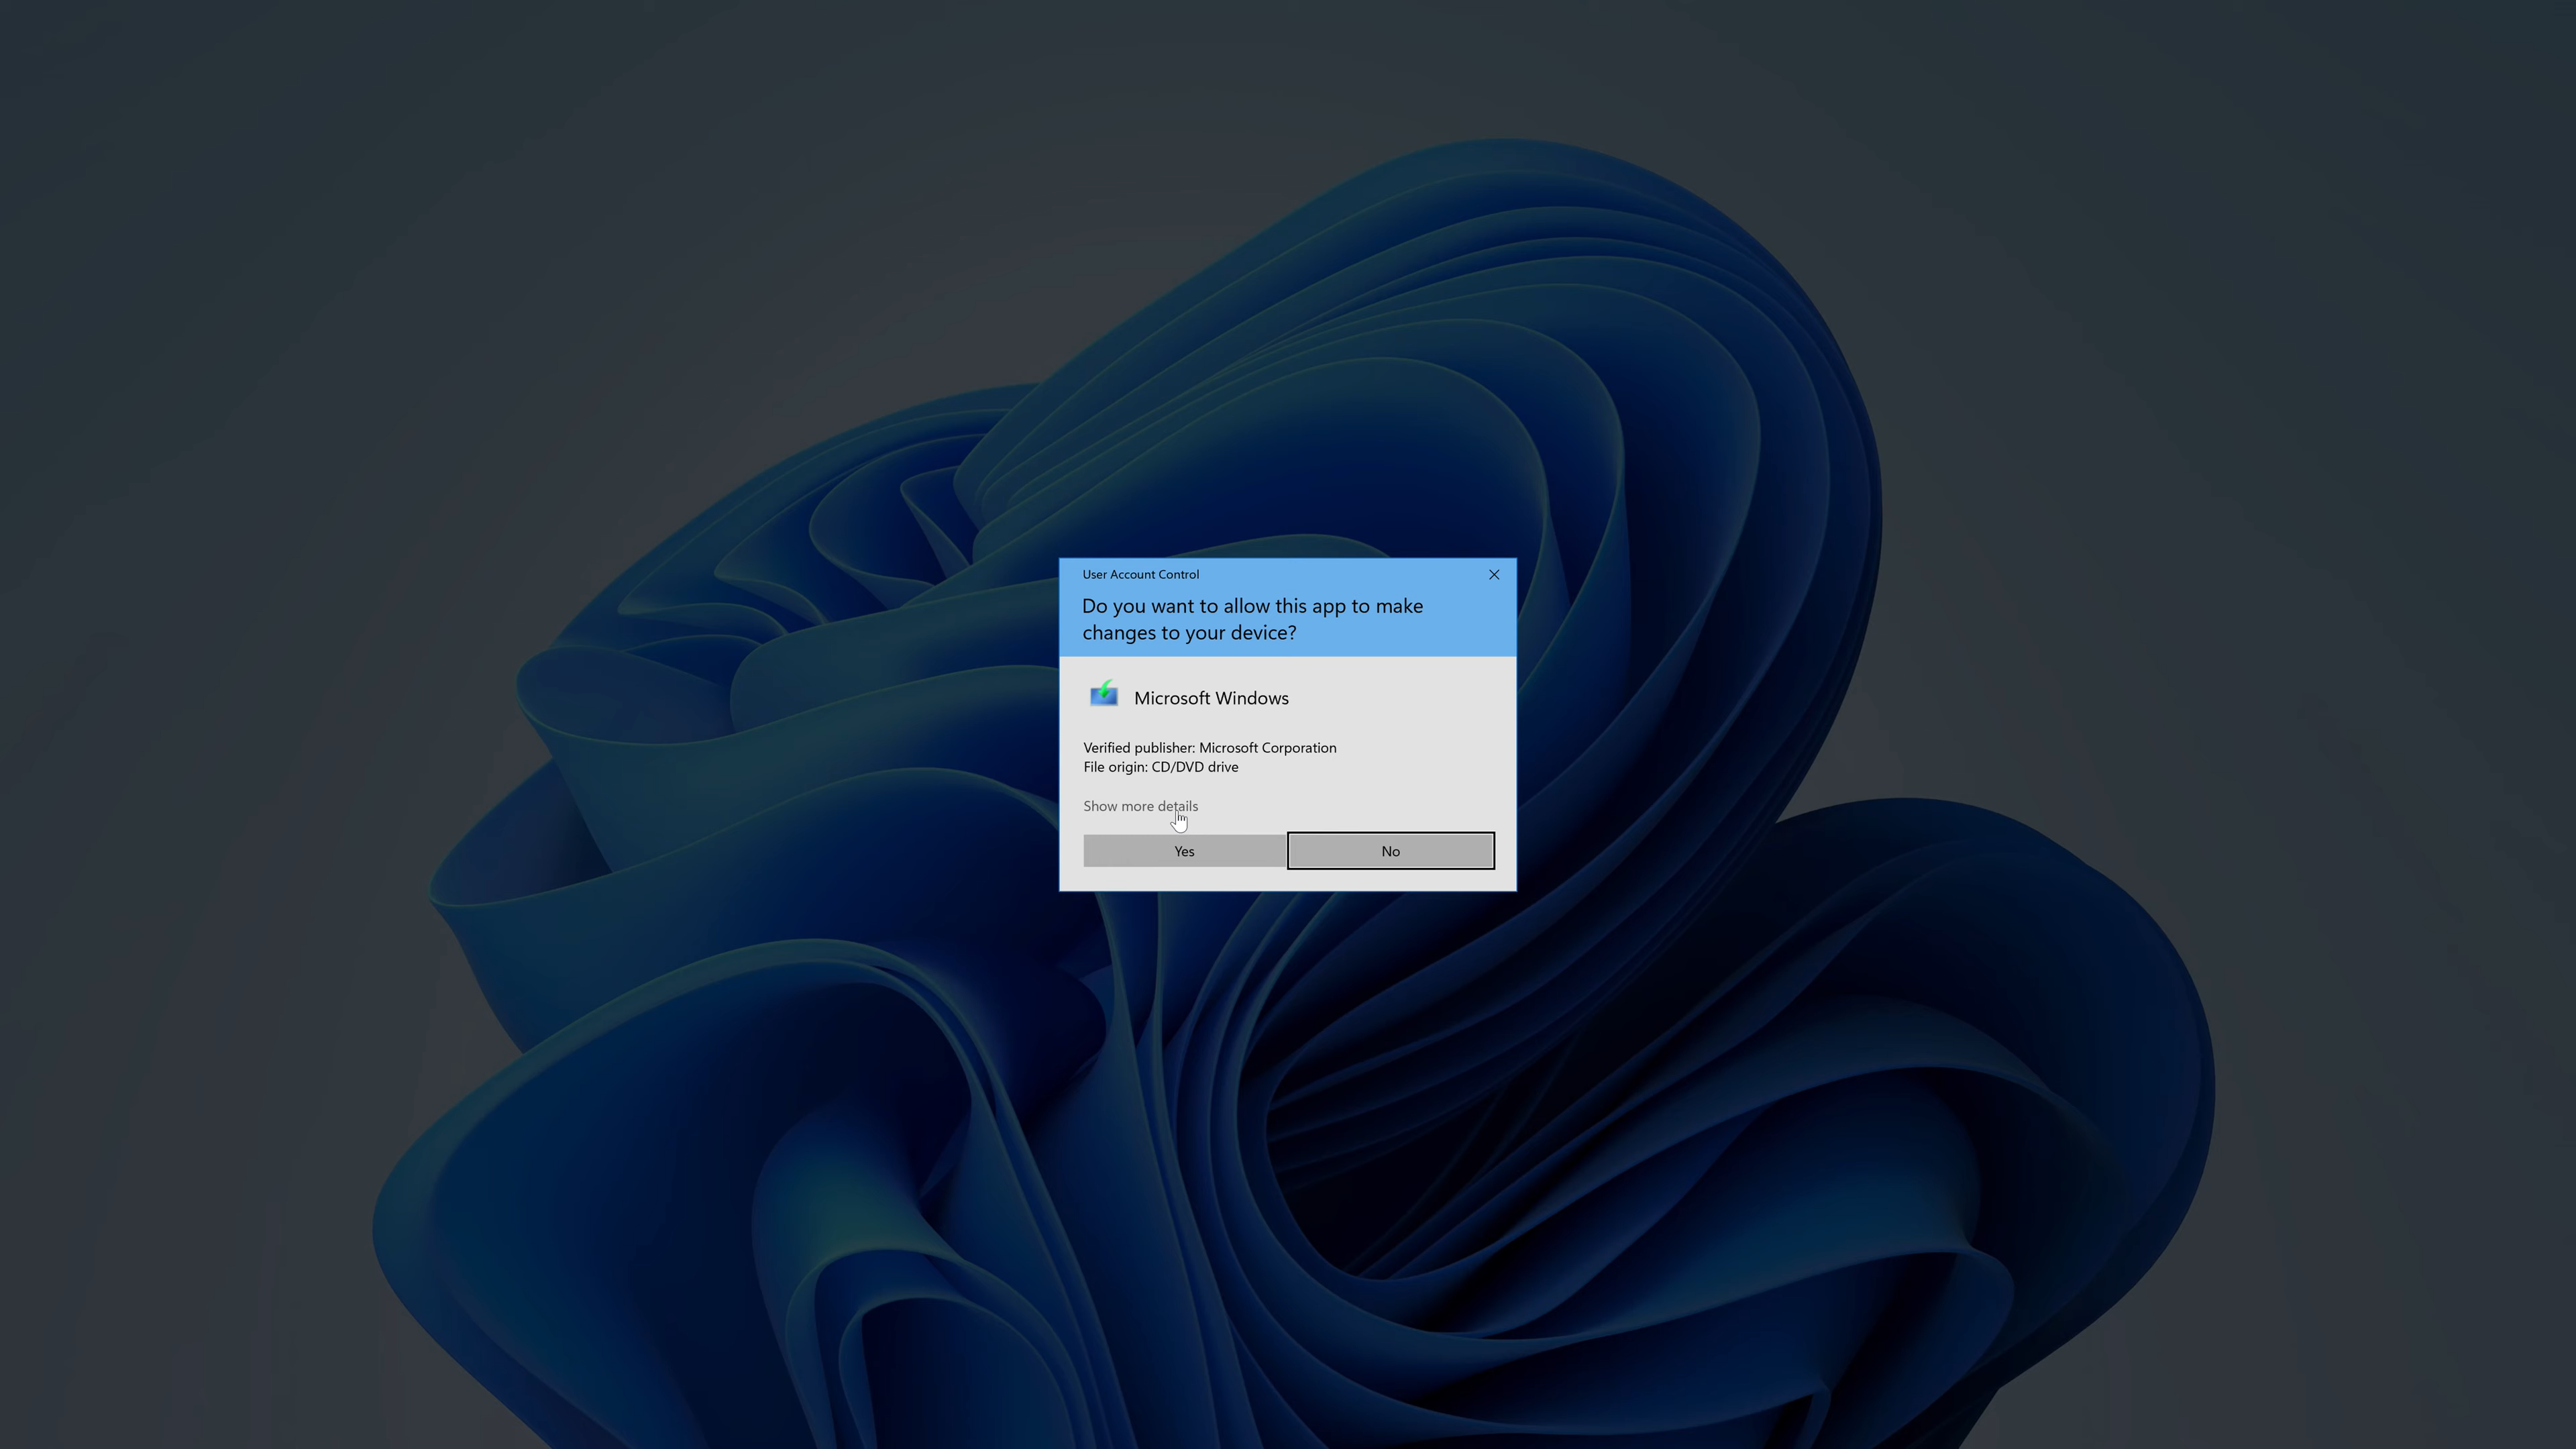 User Account Control
Do you want to allow this app to make
changes to your device?
Microsoft Windows
Verified publisher: Microsoft Corporation
File origin: CD/DVD drive
Show more details
Yes
No